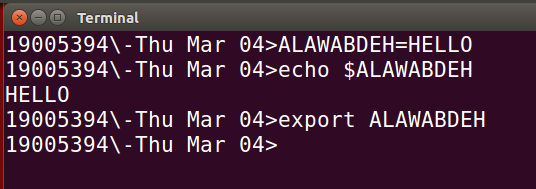 Terminal
19005394\-Thu Mar 04>ALAWABDEH=HELLO
19005394\-Thu Mar 04>echo $ALAWABDEH
HELLO
19005394\-Thu Mar 04>export ALAWABDEH
19005394\-Thu Mar 04>